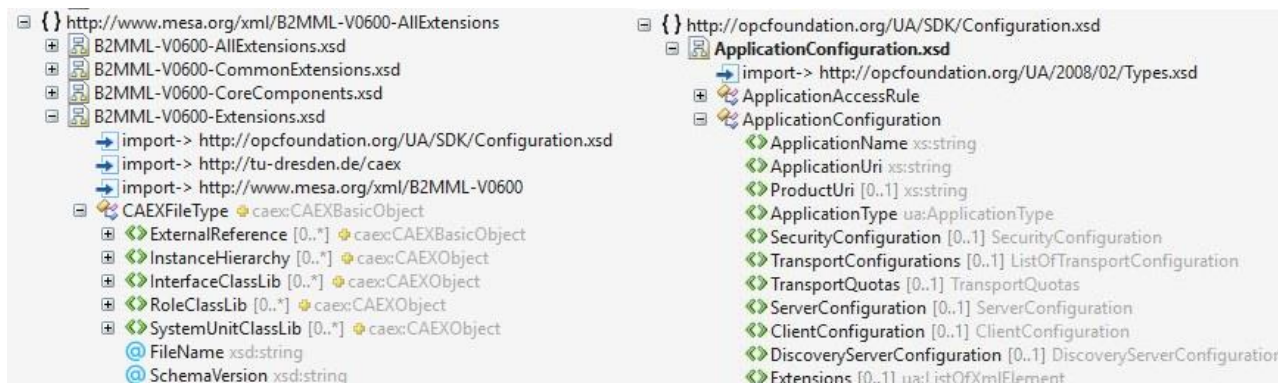 { } http://www.mesa.org/xml/B2MML-V0600-AllExtensions
B2MML-V0600-AllExtensions.xsd
B2MML-V0600-CommonExtensions.xsd
B2MML-V0600-CoreComponents.xsd
B2MML-V0600-Extensions.xsd
import-> http://opcfoundation.org/UA/SDK/Configuration.xsd
import-> http://tu-dresden.de/caex
import-> http://www.mesa.org/xml/B2MML-V0600
CAEXFileType caex:CAEXBasicObject
ExternalReference [0..*] caex:CAEXBasicObject
InstanceHierarchy [0..*] caex:CAEXObject
InterfaceClassLib [0..*] caex:CAEXObject
RoleClassLib [0..*] caex:CAEXObject
SystemUnitClassLib [0..*] caex:CAEXObject
FileName xsd:string
SchemaVersion xsd:string
{ } http://opcfoundation.org/UA/SDK/Configuration.xsd
ApplicationConfiguration.xsd
import-> http://opcfoundation.org/UA/2008/02/Types.xsd
ApplicationAccessRule
ApplicationConfiguration
ApplicationName xs:string
ApplicationUri xs:string
ProductUri [0..1] xs:string
ApplicationType ua:ApplicationType
SecurityConfiguration [0..1] SecurityConfiguration
TransportConfigurations [0..1] ListOfTransportConfiguration
TransportQuotas [0..1] TransportQuotas
ServerConfiguration [0..1] ServerConfiguration
ClientConfiguration [0..1] ClientConfiguration
DiscoveryServerConfiguration [0..1] DiscoveryServerConfiguration
Extensions [0..1] ua:ListOfXmlElement